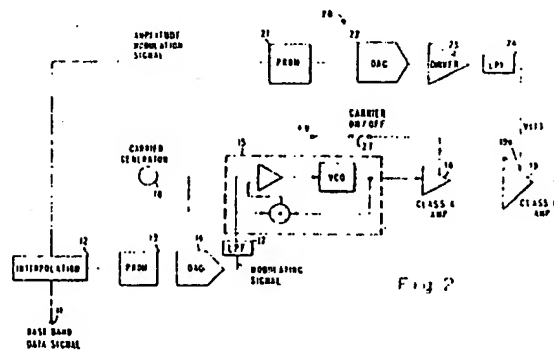 AMPLITUDE
MODULATION
SIGNAL
21
PROM
20
22
DAC
23
DRIVER
24
LPF
CARRIER
GENERATOR
18
15
VCO
CARRIER
ON/OFF
27
+V
16
CLASS
AMP
V(t)
19a
19
CLASS
AMP
12
INTERPOLATION
13
PROM
14
DAC
17
LPF
MODULATING
SIGNAL
11
BASE BAND
DATA SIGNAL
Fig 2